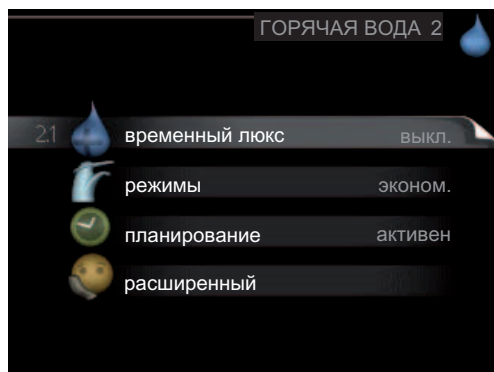 ГОРЯЧАЯ ВОДА 2
2.1 временный люкс выкл.
режимы эконом.
планирование активен
расширенный